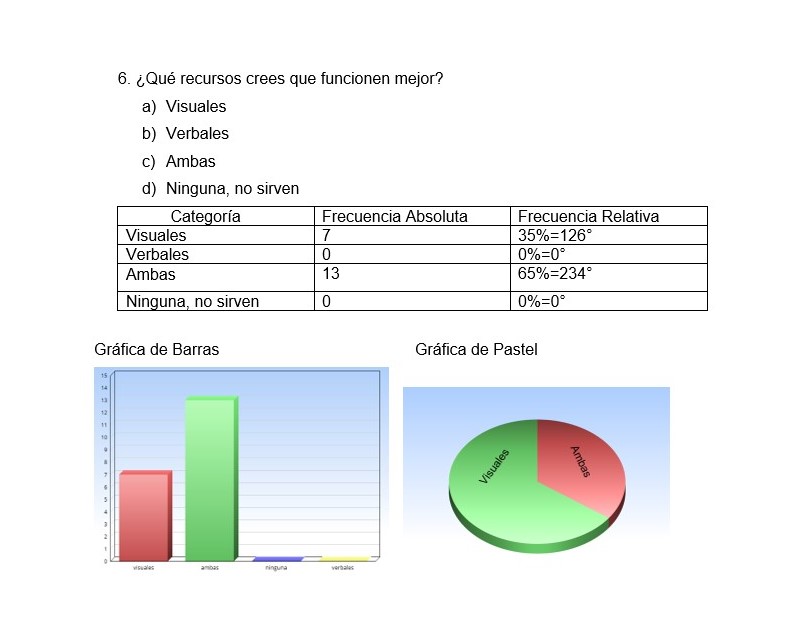 6. ¿Qué recursos crees que funcionen mejor?
a) Visuales
b) Verbales
c) Ambas
d) Ninguna, no sirven
Categoría Frecuencia Absoluta Frecuencia Relativa
Visuales 7 35%=126°
Verbales 0 0%=0°
Ambas 13 65%=234°
Ninguna, no sirven 0 0%=0°
Gráfica de Barras Gráfica de Pastel
15
14
13
12
11
10
9
8
7
6
5
4
3
2
1
0
visuales ambas ninguna verbales
Visuales Ambas